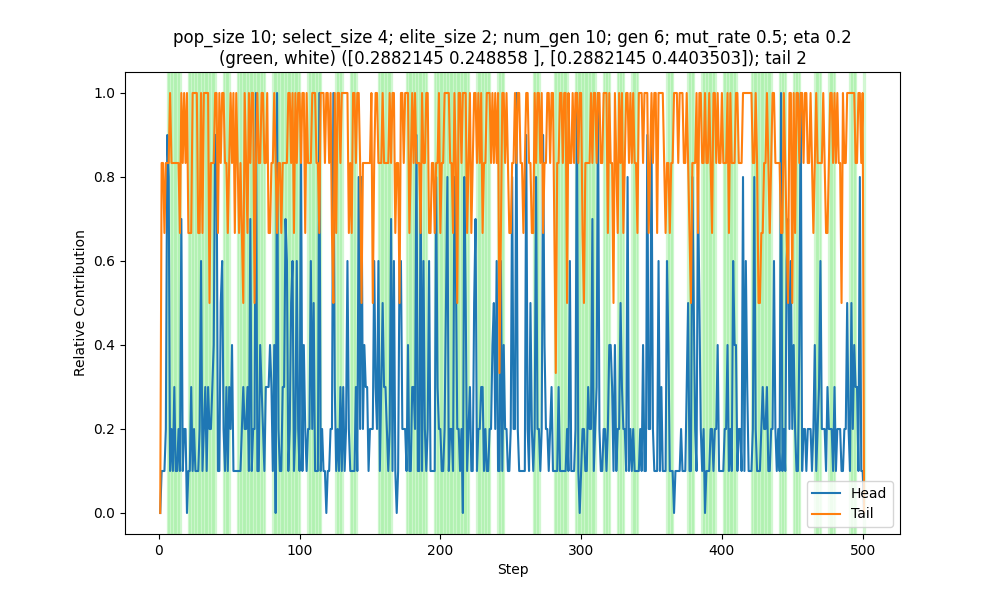 pop_size 10; select_size 4; elite_size 2; num_gen 10; gen 6; mut_rate 0.5; eta 0.2
(green, white) ([0.2882145 0.248858 ], [0.2882145 0.4403503]); tail 2
Relative Contribution
1.0
0.8
0.6
0.4
0.2
0.0
Head
Tail
0 100 200 300 400 500
Step